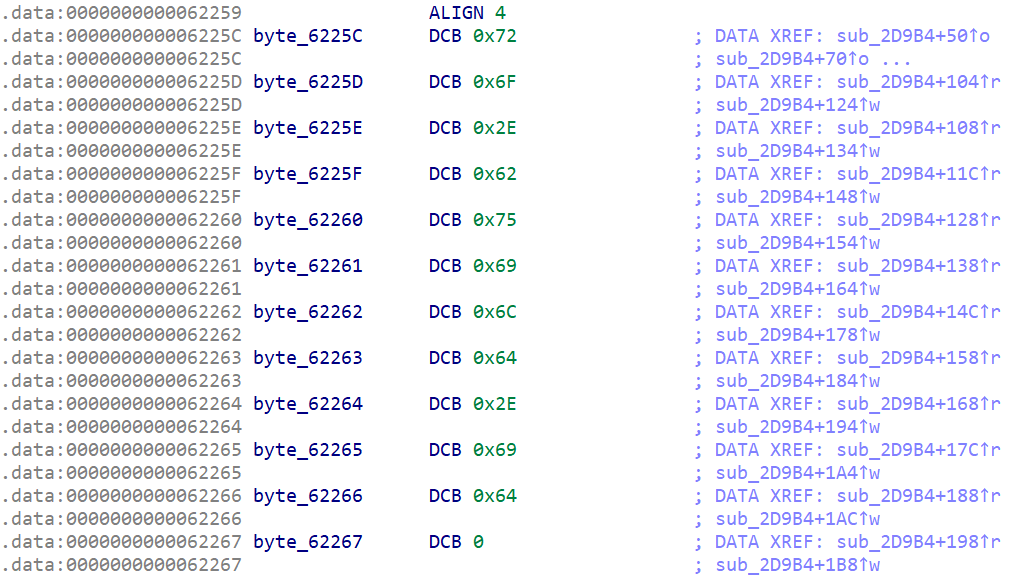 .data:0000000000062259 ALIGN 4
.data:000000000006225C byte_6225C DCB 0x72 ; DATA XREF: sub_2D9B4+50↑o
.data:000000000006225C ; sub_2D9B4+70↑o ...
.data:000000000006225D byte_6225D DCB 0x6F ; DATA XREF: sub_2D9B4+104↑r
.data:000000000006225D ; sub_2D9B4+124↑w
.data:000000000006225E byte_6225E DCB 0x2E ; DATA XREF: sub_2D9B4+108↑r
.data:000000000006225E ; sub_2D9B4+134↑w
.data:000000000006225F byte_6225F DCB 0x62 ; DATA XREF: sub_2D9B4+11C↑r
.data:000000000006225F ; sub_2D9B4+148↑w
.data:0000000000062260 byte_62260 DCB 0x75 ; DATA XREF: sub_2D9B4+128↑r
.data:0000000000062260 ; sub_2D9B4+154↑w
.data:0000000000062261 byte_62261 DCB 0x69 ; DATA XREF: sub_2D9B4+138↑r
.data:0000000000062261 ; sub_2D9B4+164↑w
.data:0000000000062262 byte_62262 DCB 0x6C ; DATA XREF: sub_2D9B4+14C↑r
.data:0000000000062262 ; sub_2D9B4+178↑w
.data:0000000000062263 byte_62263 DCB 0x64 ; DATA XREF: sub_2D9B4+158↑r
.data:0000000000062263 ; sub_2D9B4+184↑w
.data:0000000000062264 byte_62264 DCB 0x2E ; DATA XREF: sub_2D9B4+168↑r
.data:0000000000062264 ; sub_2D9B4+194↑w
.data:0000000000062265 byte_62265 DCB 0x69 ; DATA XREF: sub_2D9B4+17C↑r
.data:0000000000062265 ; sub_2D9B4+1A4↑w
.data:0000000000062266 byte_62266 DCB 0x64 ; DATA XREF: sub_2D9B4+188↑r
.data:0000000000062266 ; sub_2D9B4+1AC↑w
.data:0000000000062267 byte_62267 DCB 0 ; DATA XREF: sub_2D9B4+198↑r
.data:0000000000062267 ; sub_2D9B4+1B8↑w